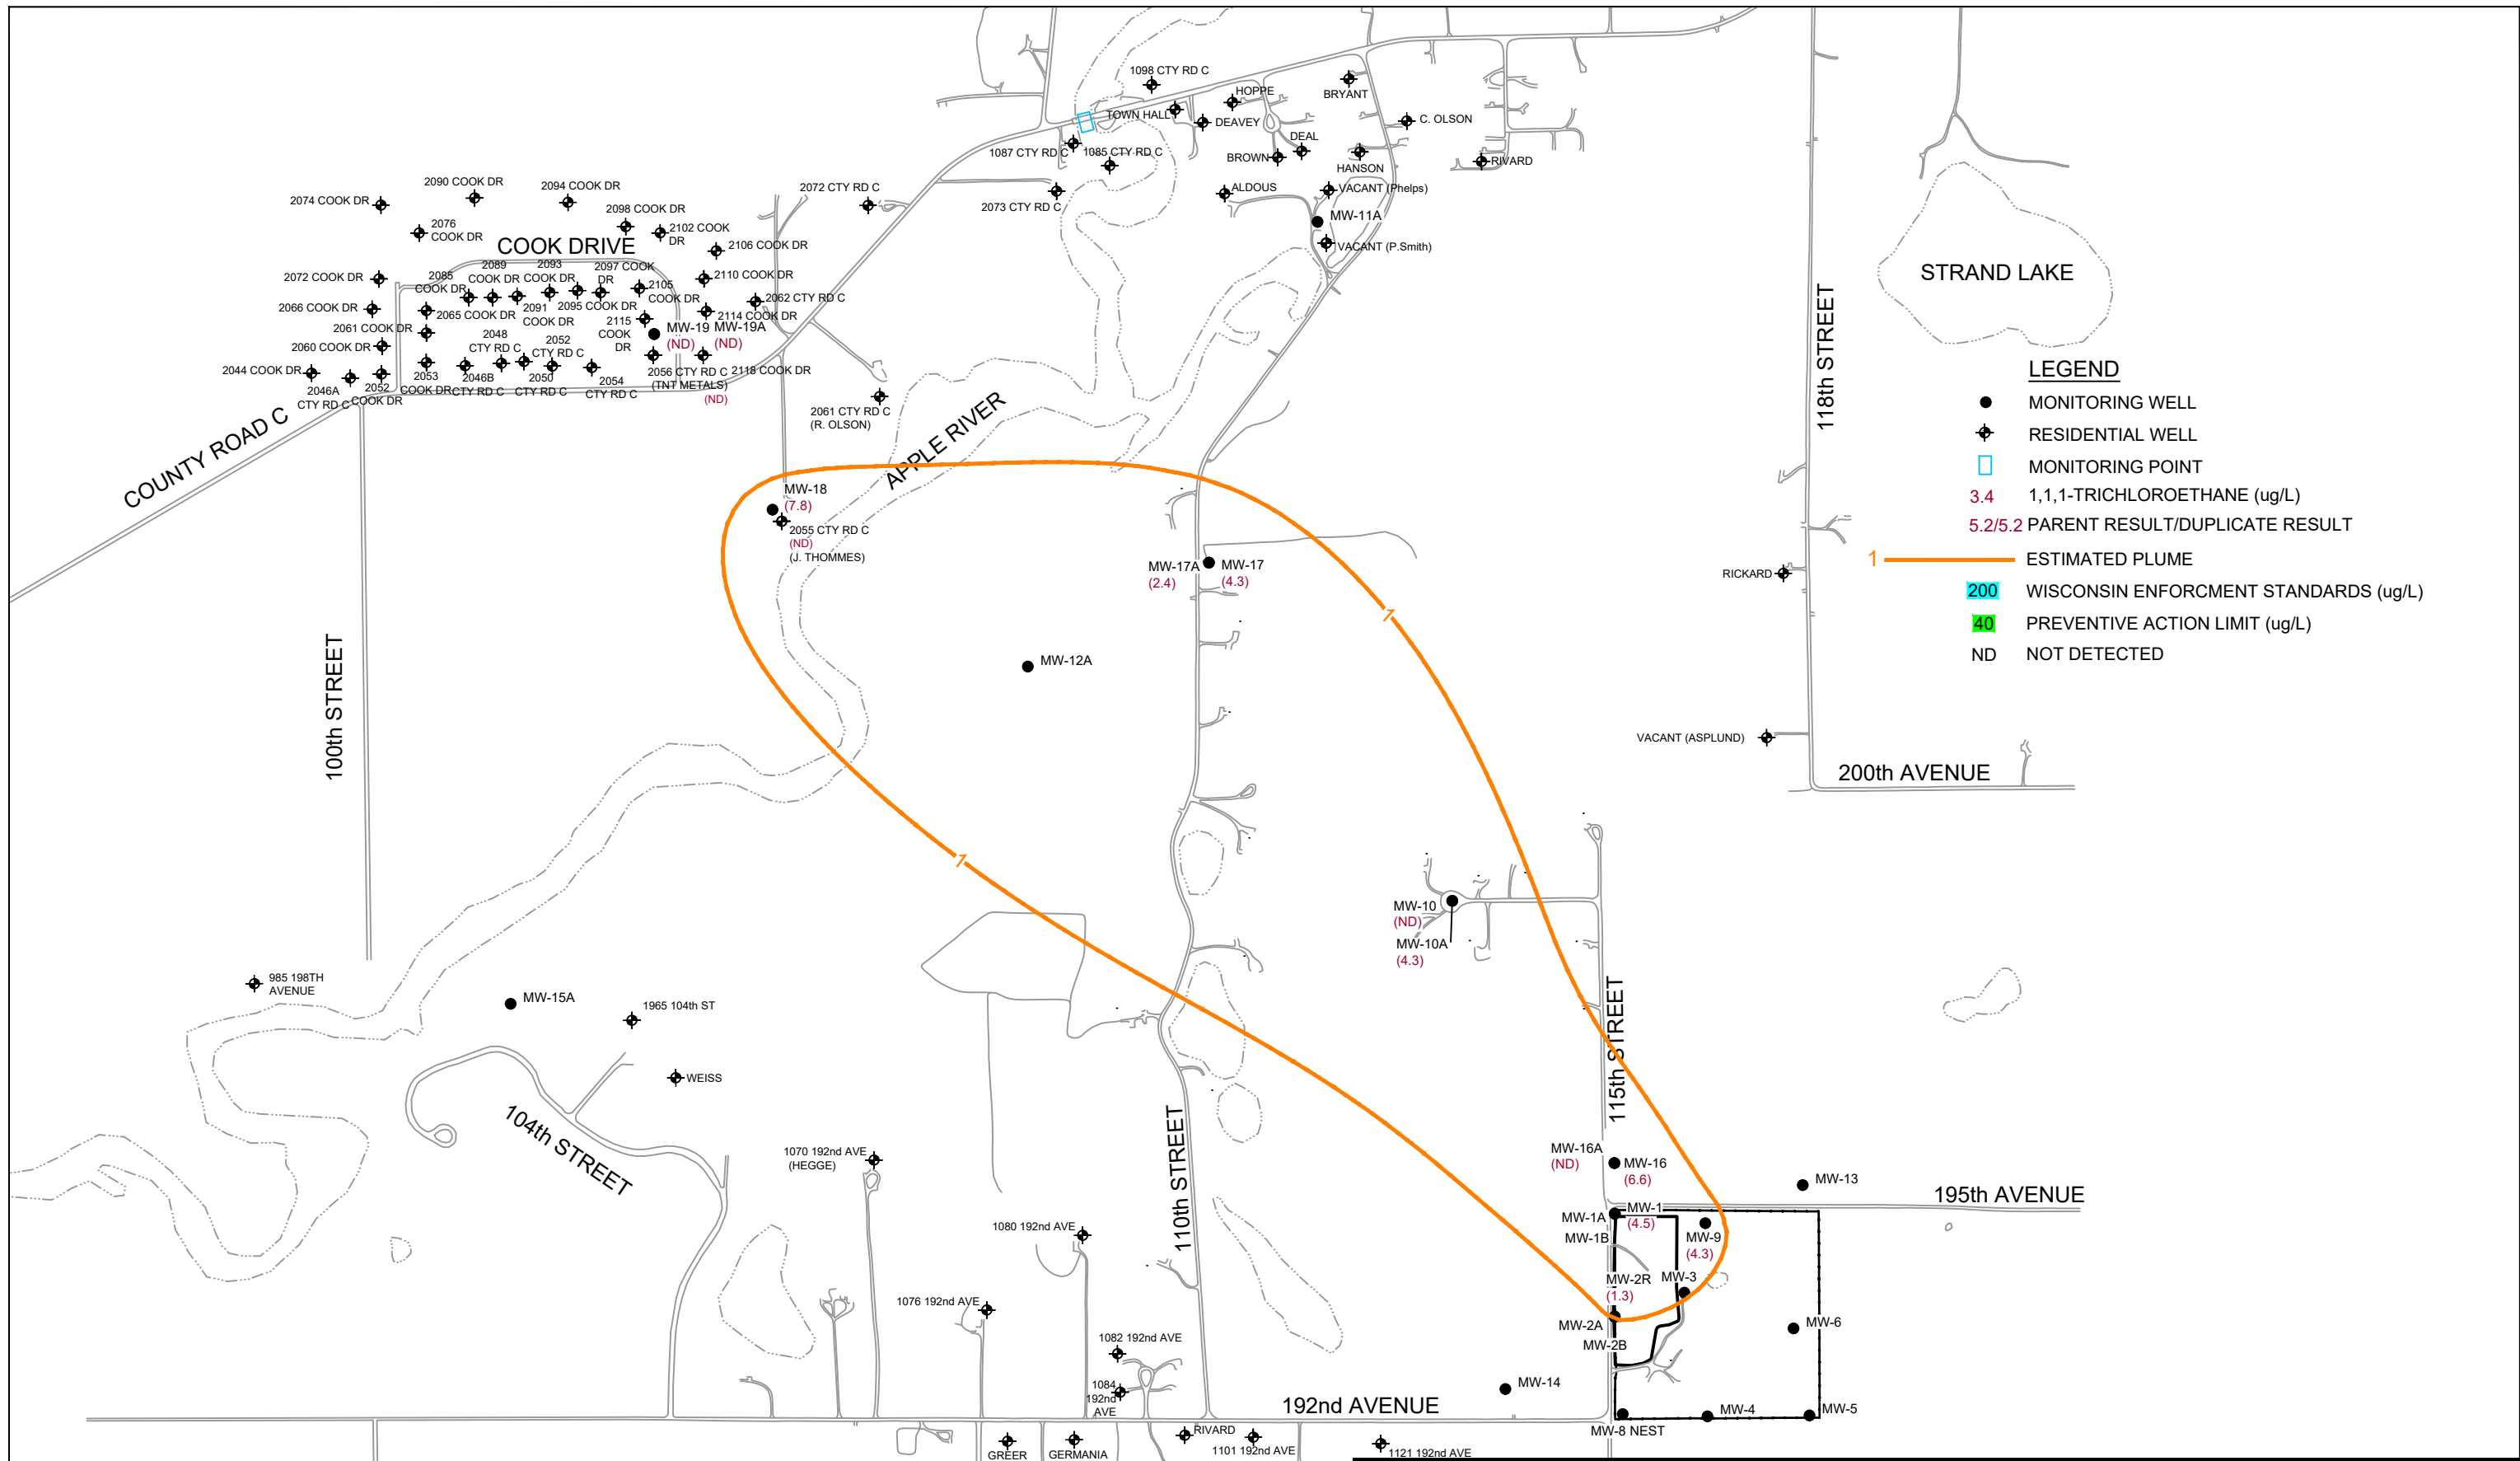 1098 CTY RD C
HOPPE
BRYANT
TOWN HALL
DEAVEY
C. OLSON
DEAL
1087 CTY RD C
1085 CTY RD C
BROWN
HANSON
RIVARD
2090 COOK DR
2094 COOK DR
2072 CTY RD C
2073 CTY RD C
ALDOUS
VACANT (Phelps)
2074 COOK DR
2098 COOK DR
MW-11A
2076
COOK DR
2102 COOK
DR
COOK DRIVE
2106 COOK DR
VACANT (P.Smith)
STRAND LAKE
2072 COOK DR
2085
COOK DR
2089
COOK DR
2093
COOK DR
2097 COOK
DR
2110 COOK DR
2105
COOK DR
2062 CTY RD C
2066 COOK DR
2065 COOK DR
2091
COOK DR
2095 COOK DR
2114 COOK DR
2061 COOK DR
2115
COOK
DR
MW-19
(ND)
MW-19A
(ND)
2060 COOK DR
2048
CTY RD C
2052
CTY RD C
2044 COOK DR
2046A
CTY RD C
2052
COOK DR
2053
COOK DR
2046B
CTY RD C
2050
CTY RD C
2054
CTY RD C
2056 CTY RD C
(TNT METALS)
(ND)
2118 COOK DR
2061 CTY RD C
(R. OLSON)
COUNTY ROAD C
APPLE RIVER
118th STREET
LEGEND
MONITORING WELL
RESIDENTIAL WELL
MONITORING POINT
3.4 1,1,1-TRICHLOROETHANE (ug/L)
5.2/5.2 PARENT RESULT/DUPLICATE RESULT
1 ESTIMATED PLUME
200 WISCONSIN ENFORCMENT STANDARDS (ug/L)
40 PREVENTIVE ACTION LIMIT (ug/L)
ND NOT DETECTED
MW-18
(7.8)
2055 CTY RD C
(ND)
(J. THOMMES)
MW-17A
(2.4)
MW-17
(4.3)
RICKARD
1
MW-12A
100th STREET
VACANT (ASPLUND)
200th AVENUE
1
MW-10
(ND)
MW-10A
(4.3)
985 198TH
AVENUE
MW-15A
1965 104th ST
WEISS
104th STREET
115th STREET
1070 192nd AVE
(HEGGE)
110th STREET
MW-16A
(ND)
MW-16
(6.6)
MW-13
195th AVENUE
1080 192nd AVE
MW-1A
MW-1
(4.5)
MW-1B
MW-9
(4.3)
MW-2R
(1.3)
MW-3
1076 192nd AVE
MW-2A
MW-6
1082 192nd AVE
MW-2B
1084
192nd
AVE
MW-14
192nd AVENUE
MW-4
MW-5
MW-8 NEST
RIVARD
GREER
GERMANIA
1101 192nd AVE
1121 192nd AVE